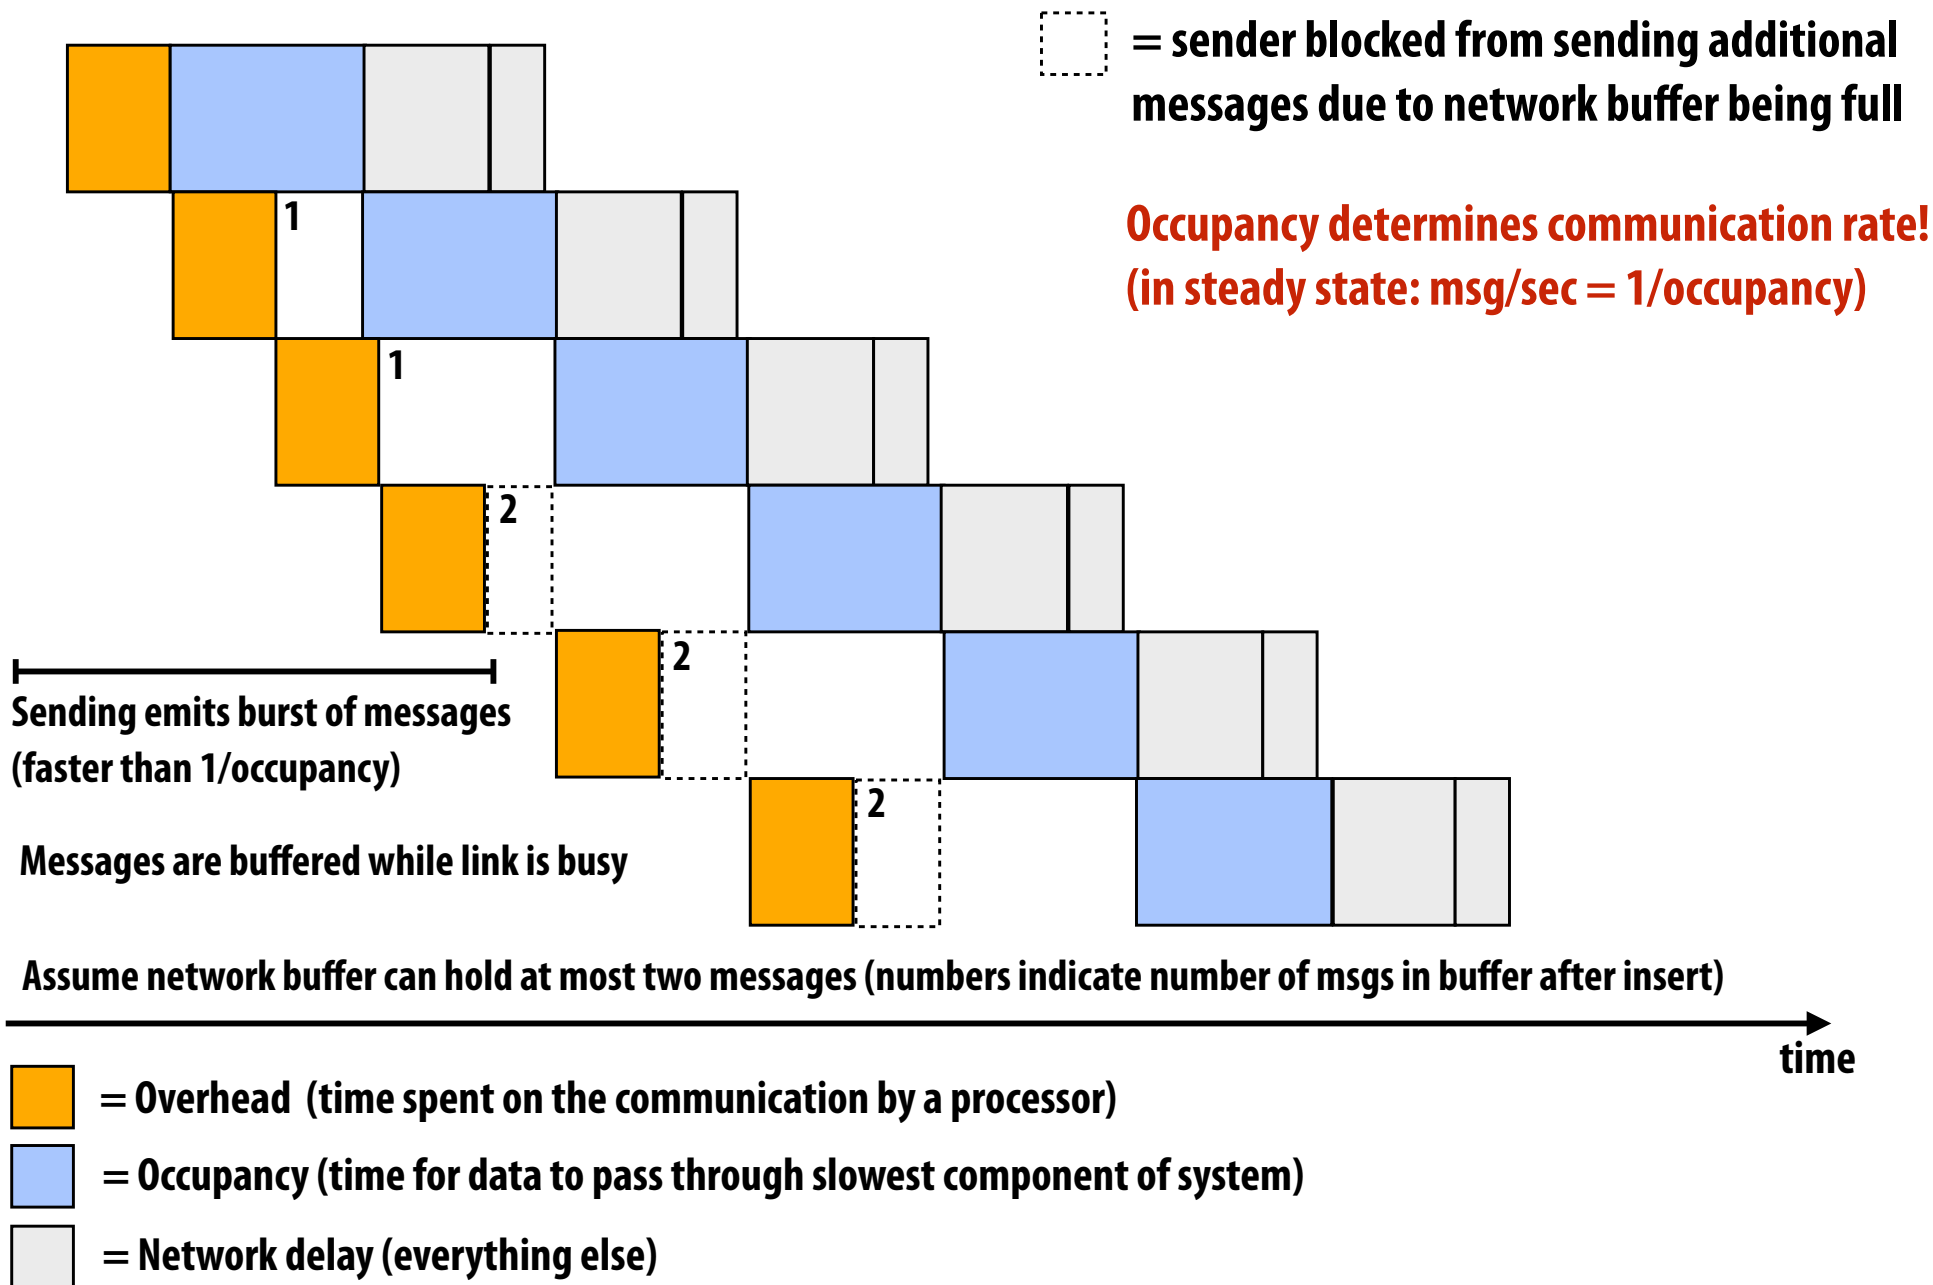 = sender blocked from sending additional
messages due to network buffer being full
Occupancy determines communication rate!
(in steady state: msg/sec = 1/occupancy)
1
1
2
2
2
Sending emits burst of messages
(faster than 1/occupancy)
Messages are buffered while link is busy
Assume network buffer can hold at most two messages (numbers indicate number of msgs in buffer after insert)
time
= Overhead (time spent on the communication by a processor)
= Occupancy (time for data to pass through slowest component of system)
= Network delay (everything else)